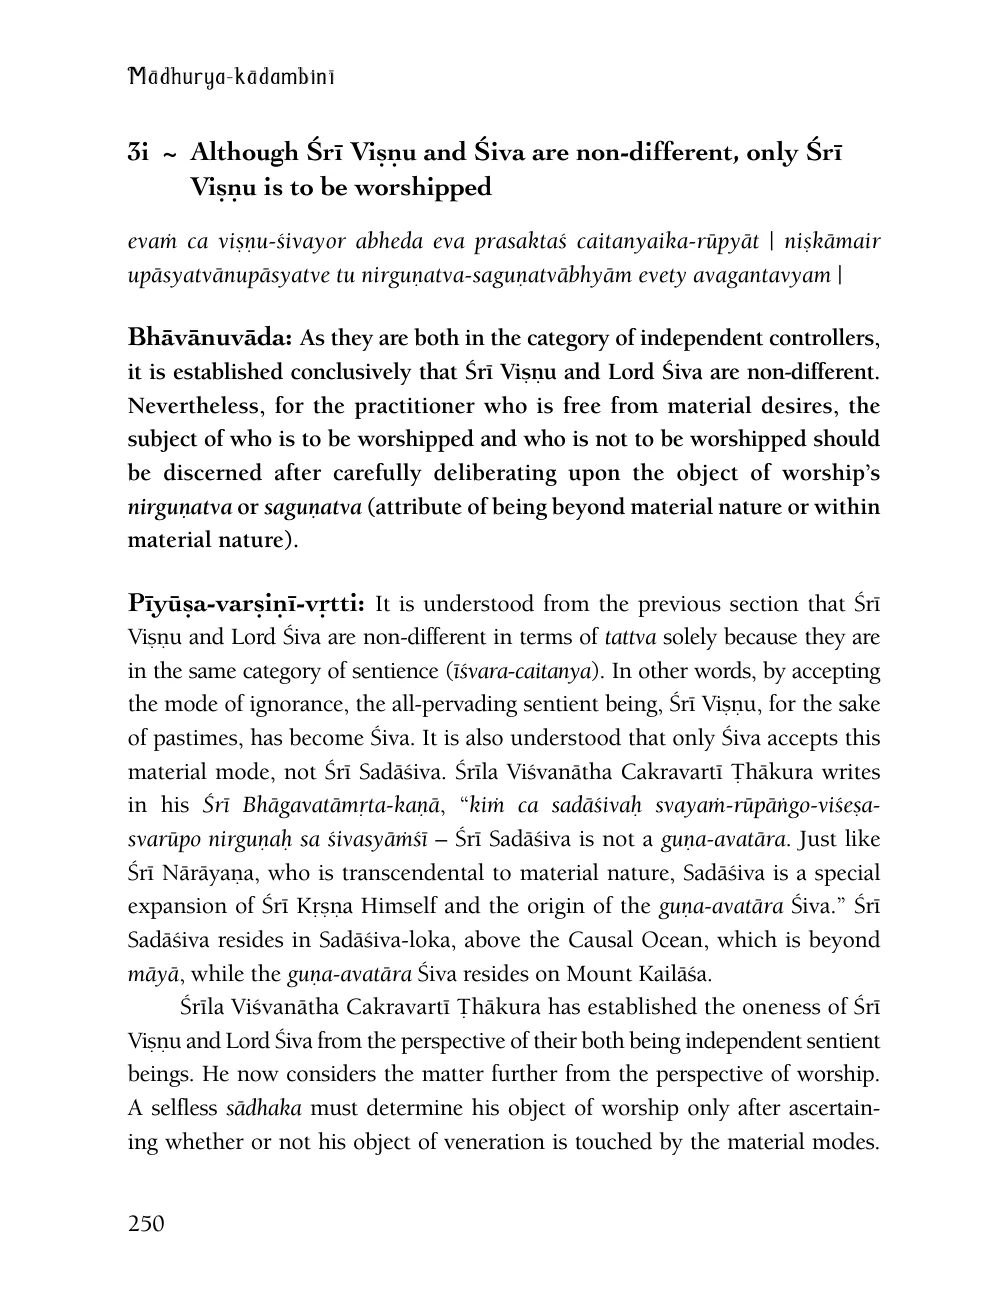 Mādhurya-kādambinī
3i ~ Although Śrī Viṣṇu and Śiva are non-different, only Śrī
Viṣṇu is to be worshipped
evaṁ ca viṣṇu-śivayor abheda eva prasaktaś caitanyaika-rūpyāt | niṣkāmair
upāsyatvānupāsyatve tu nirguṇatva-saguṇatvābhyām evety avagantavyam |
Bhāvānuvāda: As they are both in the category of independent controllers,
it is established conclusively that Śrī Viṣṇu and Lord Śiva are non-different.
Nevertheless, for the practitioner who is free from material desires, the
subject of who is to be worshipped and who is not to be worshipped should
be discerned after carefully deliberating upon the object of worship’s
nirguṇatva or saguṇatva (attribute of being beyond material nature or within
material nature).
Pīyūṣa-varṣiṇī-vṛtti: It is understood from the previous section that Śrī
Viṣṇu and Lord Śiva are non-different in terms of tattva solely because they are
in the same category of sentience (īśvara-caitanya). In other words, by accepting
the mode of ignorance, the all-pervading sentient being, Śrī Viṣṇu, for the sake
of pastimes, has become Śiva. It is also understood that only Śiva accepts this
material mode, not Śrī Sadāśiva. Śrīla Viśvanātha Cakravartī Ṭhākura writes
in his Śrī Bhāgavatāmṛta-kaṇā, “kiṁ ca sadāśivaḥ svayaṁ-rūpāṅgo-viśeṣa-
svarūpo nirguṇaḥ sa śivasyāṁśī – Śrī Sadāśiva is not a guṇa-avatāra. Just like
Śrī Nārāyaṇa, who is transcendental to material nature, Sadāśiva is a special
expansion of Śrī Kṛṣṇa Himself and the origin of the guṇa-avatāra Śiva.” Śrī
Sadāśiva resides in Sadāśiva-loka, above the Causal Ocean, which is beyond
māyā, while the guṇa-avatāra Śiva resides on Mount Kailāśa.
Śrīla Viśvanātha Cakravartī Ṭhākura has established the oneness of Śrī
Viṣṇu and Lord Śiva from the perspective of their both being independent sentient
beings. He now considers the matter further from the perspective of worship.
A selfless sādhaka must determine his object of worship only after ascertain-
ing whether or not his object of veneration is touched by the material modes.
250